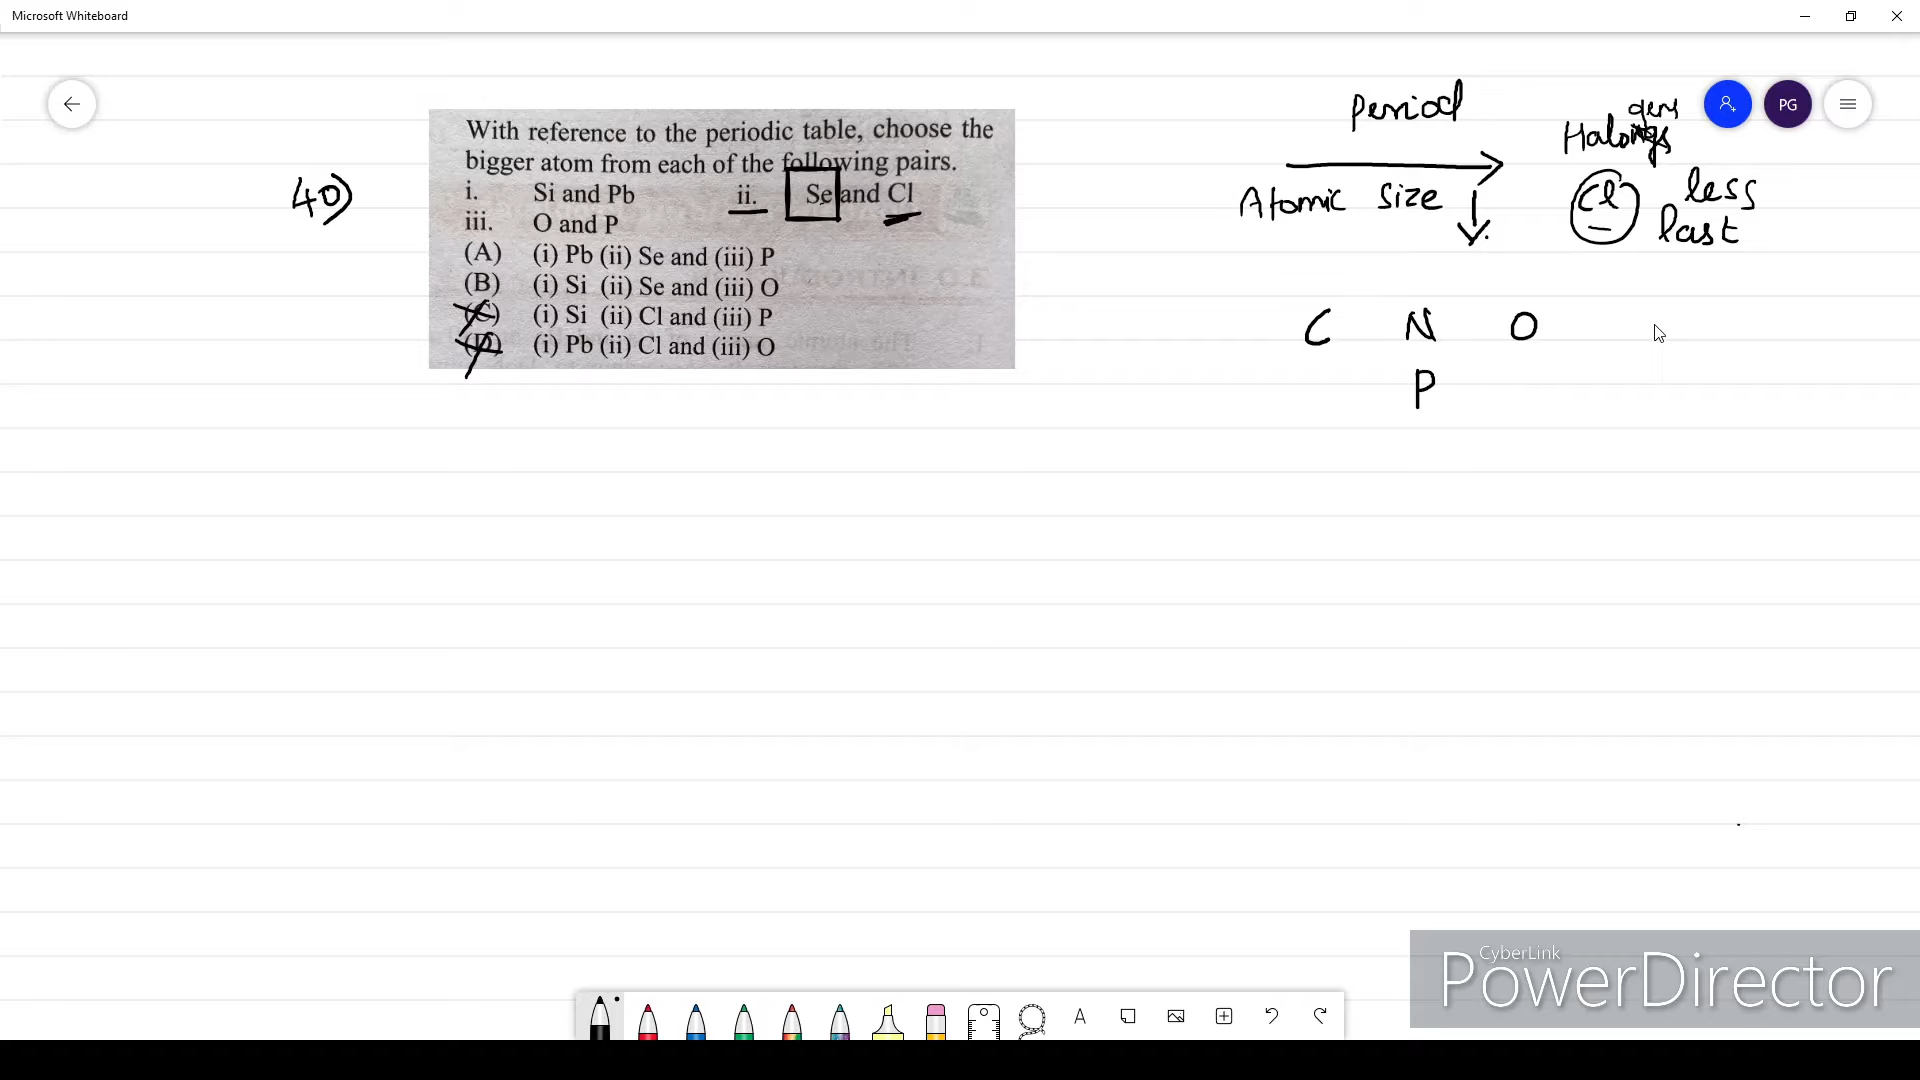 Microsoft Whiteboard
PG
40)
With reference to the periodic table, choose the
bigger atom from each of the following pairs.
i. Si and Pb ii. Se and Cl
iii. O and P
(A) (i) Pb (ii) Se and (iii) P
(B) (i) Si (ii) Se and (iii) O
(C) (i) Si (ii) Cl and (iii) P
(D) (i) Pb (ii) Cl and (iii) O
Period
Atomic size
gens
Cl
less
last
C N O
P
A
CyberLink
PowerDirector